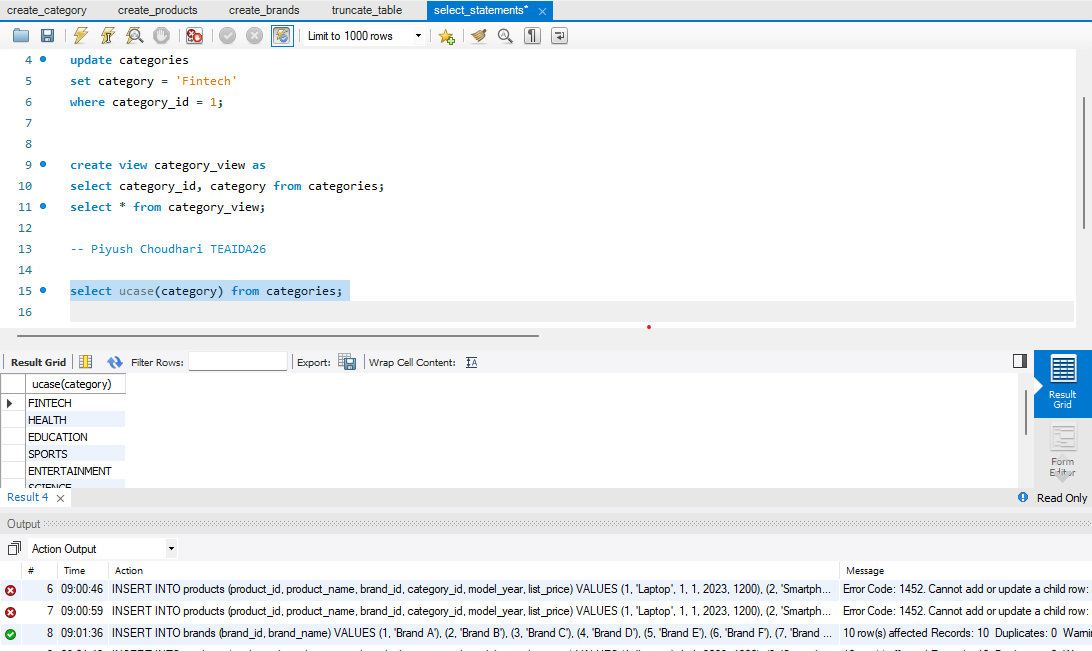 create_category create_products create_brands truncate_table select_statements*
Limit to 1000 rows
4 update categories
5 set category = 'Fintech'
6 where category_id = 1;
7
8
9 create view category_view as
10 select category_id, category from categories;
11 select * from category_view;
12
13 -- Piyush Choudhari TEAIDA26
14
15 select ucase(category) from categories;
16
Result Grid Filter Rows: Export: Wrap Cell Content:
ucase(category)
FINTECH
HEALTH
EDUCATION
SPORTS
ENTERTAINMENT
SCIENCE
Result Grid
Form Editor
Result 4 Read Only
Output
Action Output
# Time Action Message
6 09:00:46 INSERT INTO products (product_id, product_name, brand_id, category_id, model_year, list_price) VALUES (1, 'Laptop', 1, 1, 2023, 1200), (2, 'Smartph... Error Code: 1452. Cannot add or update a child row:
7 09:00:59 INSERT INTO products (product_id, product_name, brand_id, category_id, model_year, list_price) VALUES (1, 'Laptop', 1, 1, 2023, 1200), (2, 'Smartph... Error Code: 1452. Cannot add or update a child row:
8 09:01:36 INSERT INTO brands (brand_id, brand_name) VALUES (1, 'Brand A'), (2, 'Brand B'), (3, 'Brand C'), (4, 'Brand D'), (5, 'Brand E'), (6, 'Brand F'), (7, 'Brand ... 10 row(s) affected Records: 10 Duplicates: 0 Warni